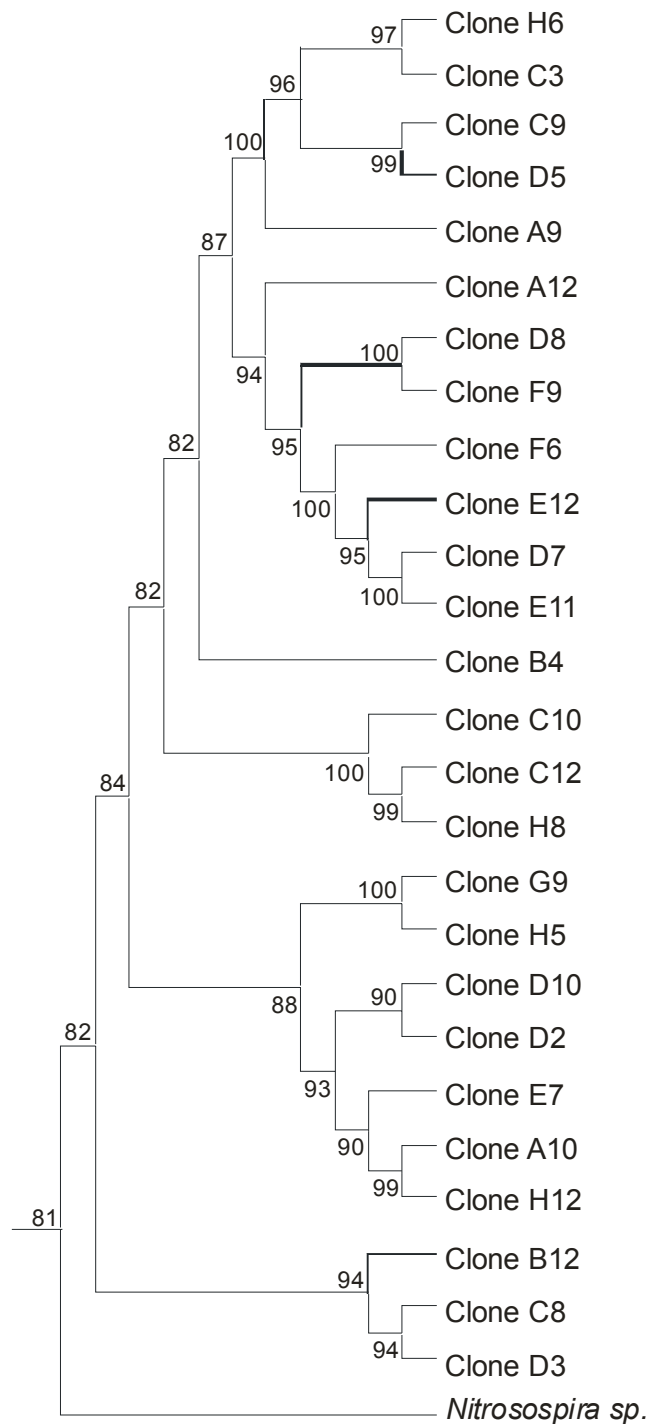 97
Clone H6
96
Clone C3
100
Clone C9
99
Clone D5
87
Clone A9
Clone A12
94
100
Clone D8
Clone F9
82
95
Clone F6
100
Clone E12
95
Clone D7
82
100
Clone E11
Clone B4
Clone C10
84
100
Clone C12
99
Clone H8
100
Clone G9
Clone H5
88
90
Clone D10
82
Clone D2
93
Clone E7
90
Clone A10
99
Clone H12
81
94
Clone B12
Clone C8
94
Clone D3
Nitrosospira sp.